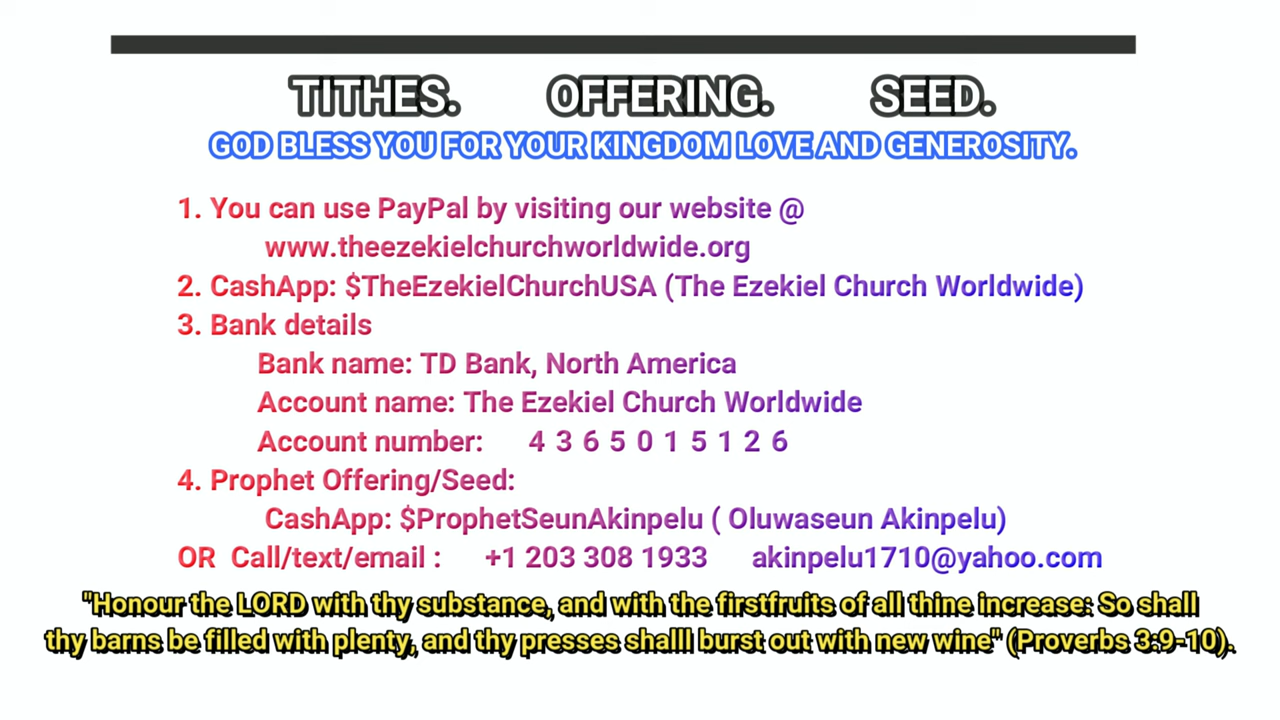 TITHES. OFFERING. SEED.
GOD BLESS YOU FOR YOUR KINGDOM LOVE AND GENEROSITY.
1. You can use PayPal by visiting our website @
www.theezekielchurchworldwide.org
2. CashApp: $TheEzekielChurchUSA (The Ezekiel Church Worldwide)
3. Bank details
Bank name: TD Bank, North America
Account name: The Ezekiel Church Worldwide
Account number: 4 3 6 5 0 1 5 1 2 6
4. Prophet Offering/Seed:
CashApp: $ProphetSeunAkinpelu ( Oluwaseun Akinpelu)
OR Call/text/email : +1 203 308 1933 akinpelu1710@yahoo.com
"Honour the LORD with thy substance, and with the firstfruits of all thine increase: So shall
thy barns be filled with plenty, and thy presses shalll burst out with new wine" (Proverbs 3:9-10).